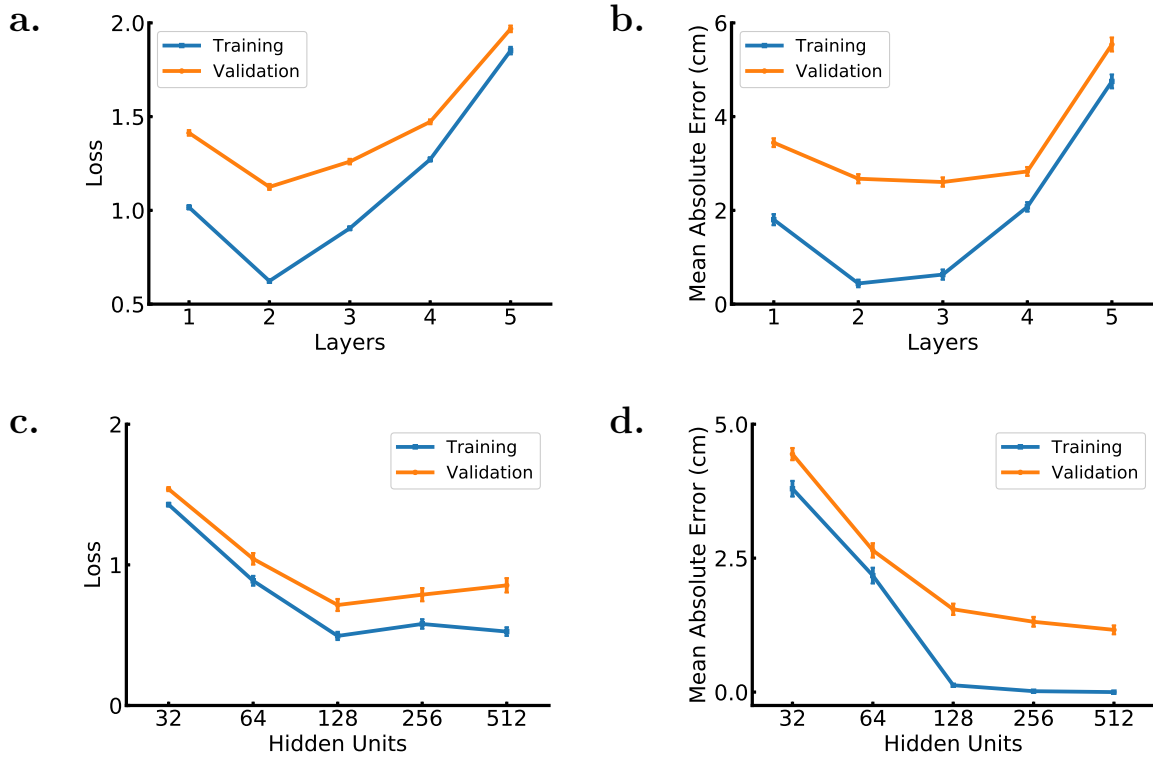 a.
2.0
1.5
1.0
0.5
Loss
Training
Validation
1 2 3 4 5
Layers
b.
6
4
2
0
Mean Absolute Error (cm)
Training
Validation
1 2 3 4 5
Layers
c.
2
1
0
Loss
Training
Validation
32 64 128 256 512
Hidden Units
d.
5.0
2.5
0.0
Mean Absolute Error (cm)
Training
Validation
32 64 128 256 512
Hidden Units